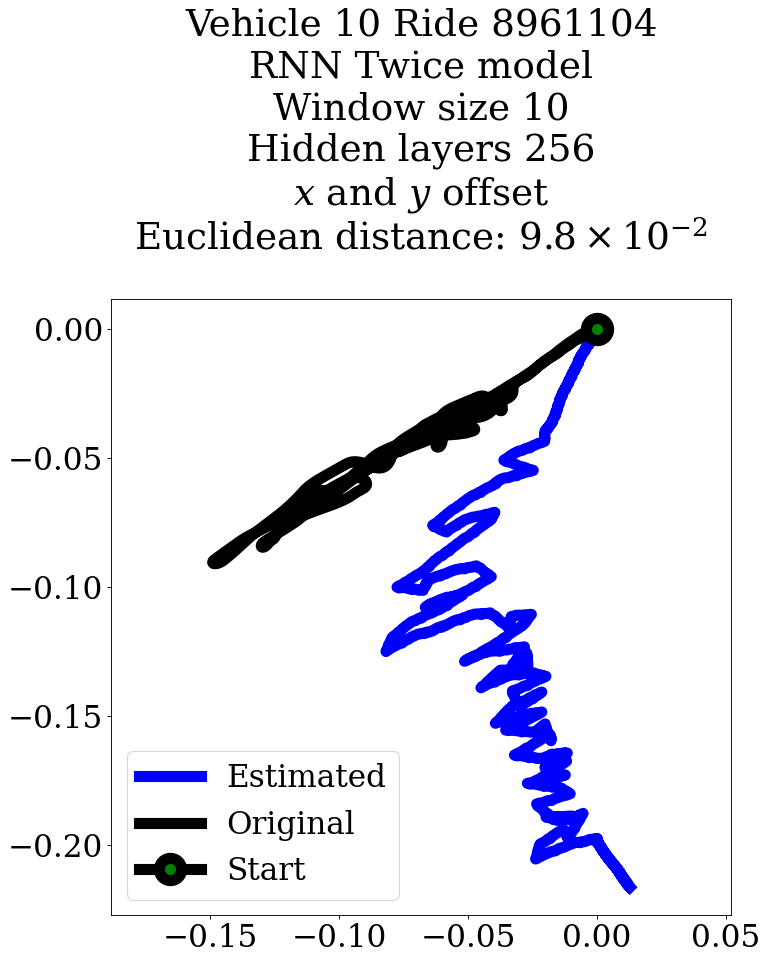 Vehicle 10 Ride 8961104
RNN Twice model
Window size 10
Hidden layers 256
x and y offset
Euclidean distance: 9.8 × 10⁻²
0.00
−0.05
−0.10
−0.15
−0.20
Estimated
Original
Start
−0.15 −0.10 −0.05 0.00 0.05